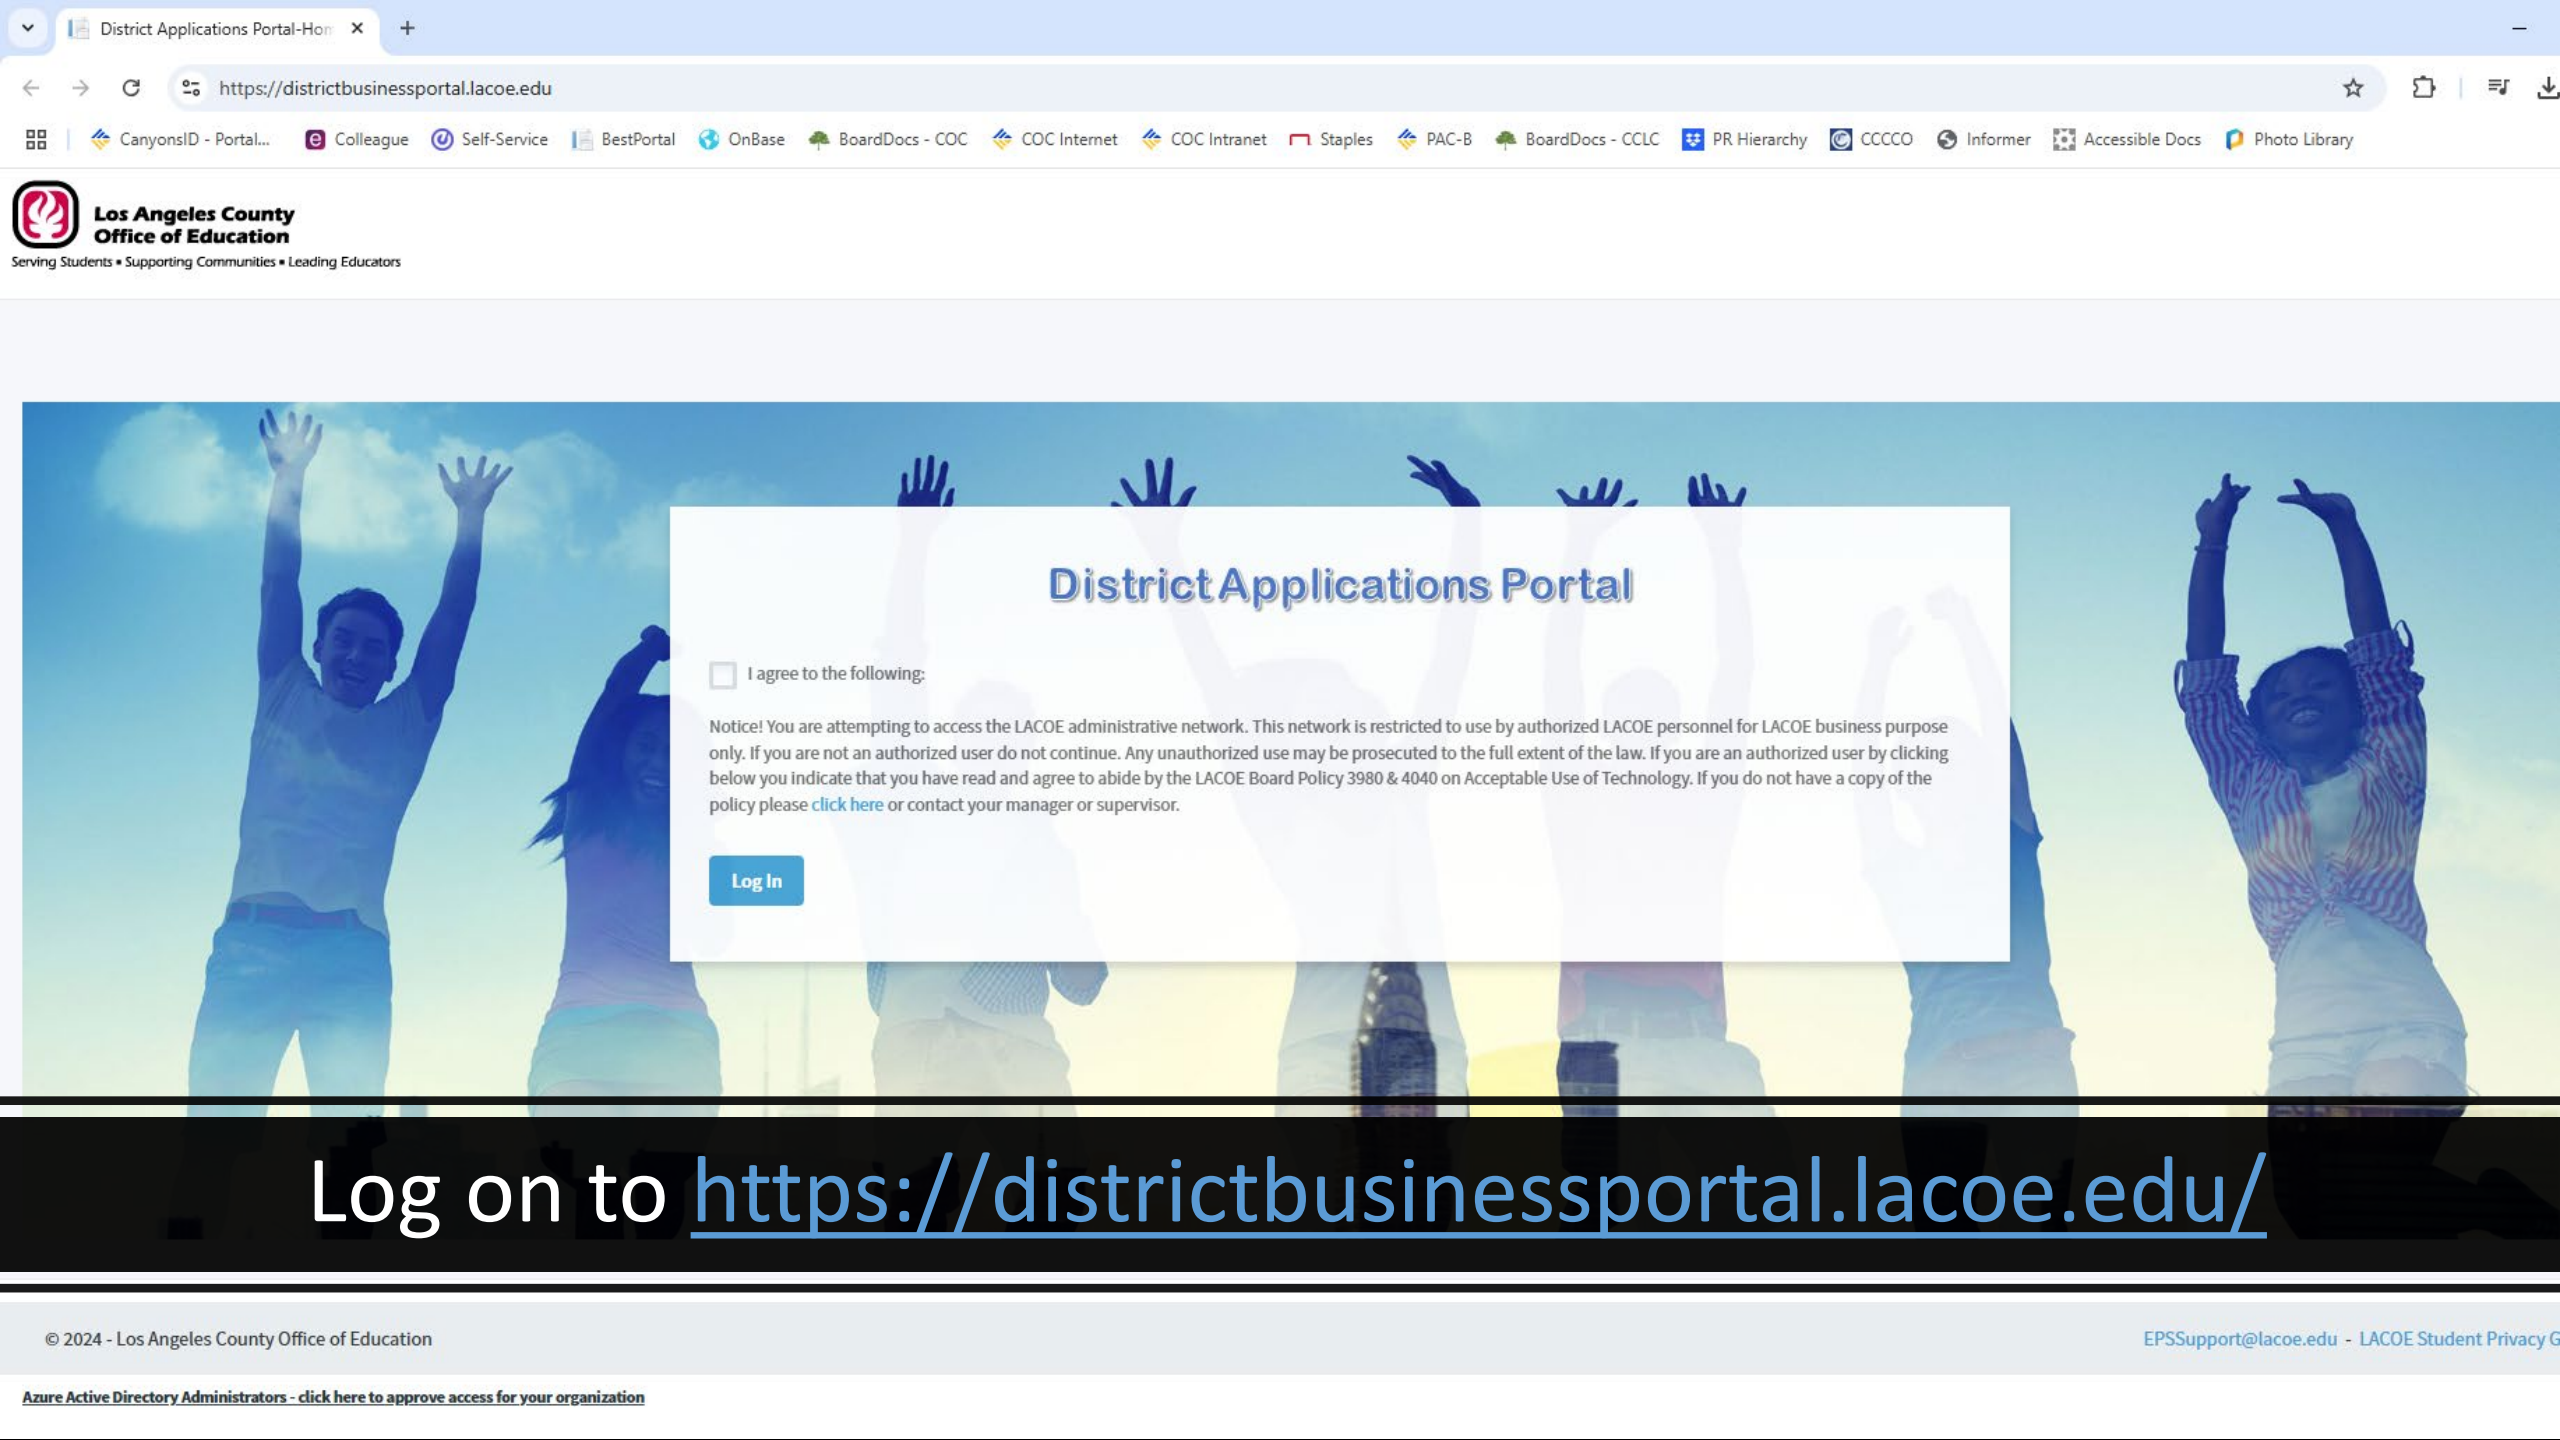 District Applications Portal-Hom
https://districtbusinessportal.lacoe.edu
CanyonsID - Portal... Colleague Self-Service BestPortal OnBase BoardDocs - COC COC Internet COC Intranet Staples PAC-B BoardDocs - CCLC PR Hierarchy CCCCO Informer Accessible Docs Photo Library
Los Angeles County
Office of Education
Serving Students ▪ Supporting Communities ▪ Leading Educators
District Applications Portal
I agree to the following:
Notice! You are attempting to access the LACOE administrative network. This network is restricted to use by authorized LACOE personnel for LACOE business purpose
only. If you are not an authorized user do not continue. Any unauthorized use may be prosecuted to the full extent of the law. If you are an authorized user by clicking
below you indicate that you have read and agree to abide by the LACOE Board Policy 3980 & 4040 on Acceptable Use of Technology. If you do not have a copy of the
policy please click here or contact your manager or supervisor.
Log In
Log on to https://districtbusinessportal.lacoe.edu/
© 2024 - Los Angeles County Office of Education
EPSSupport@lacoe.edu - LACOE Student Privacy G
Azure Active Directory Administrators - click here to approve access for your organization